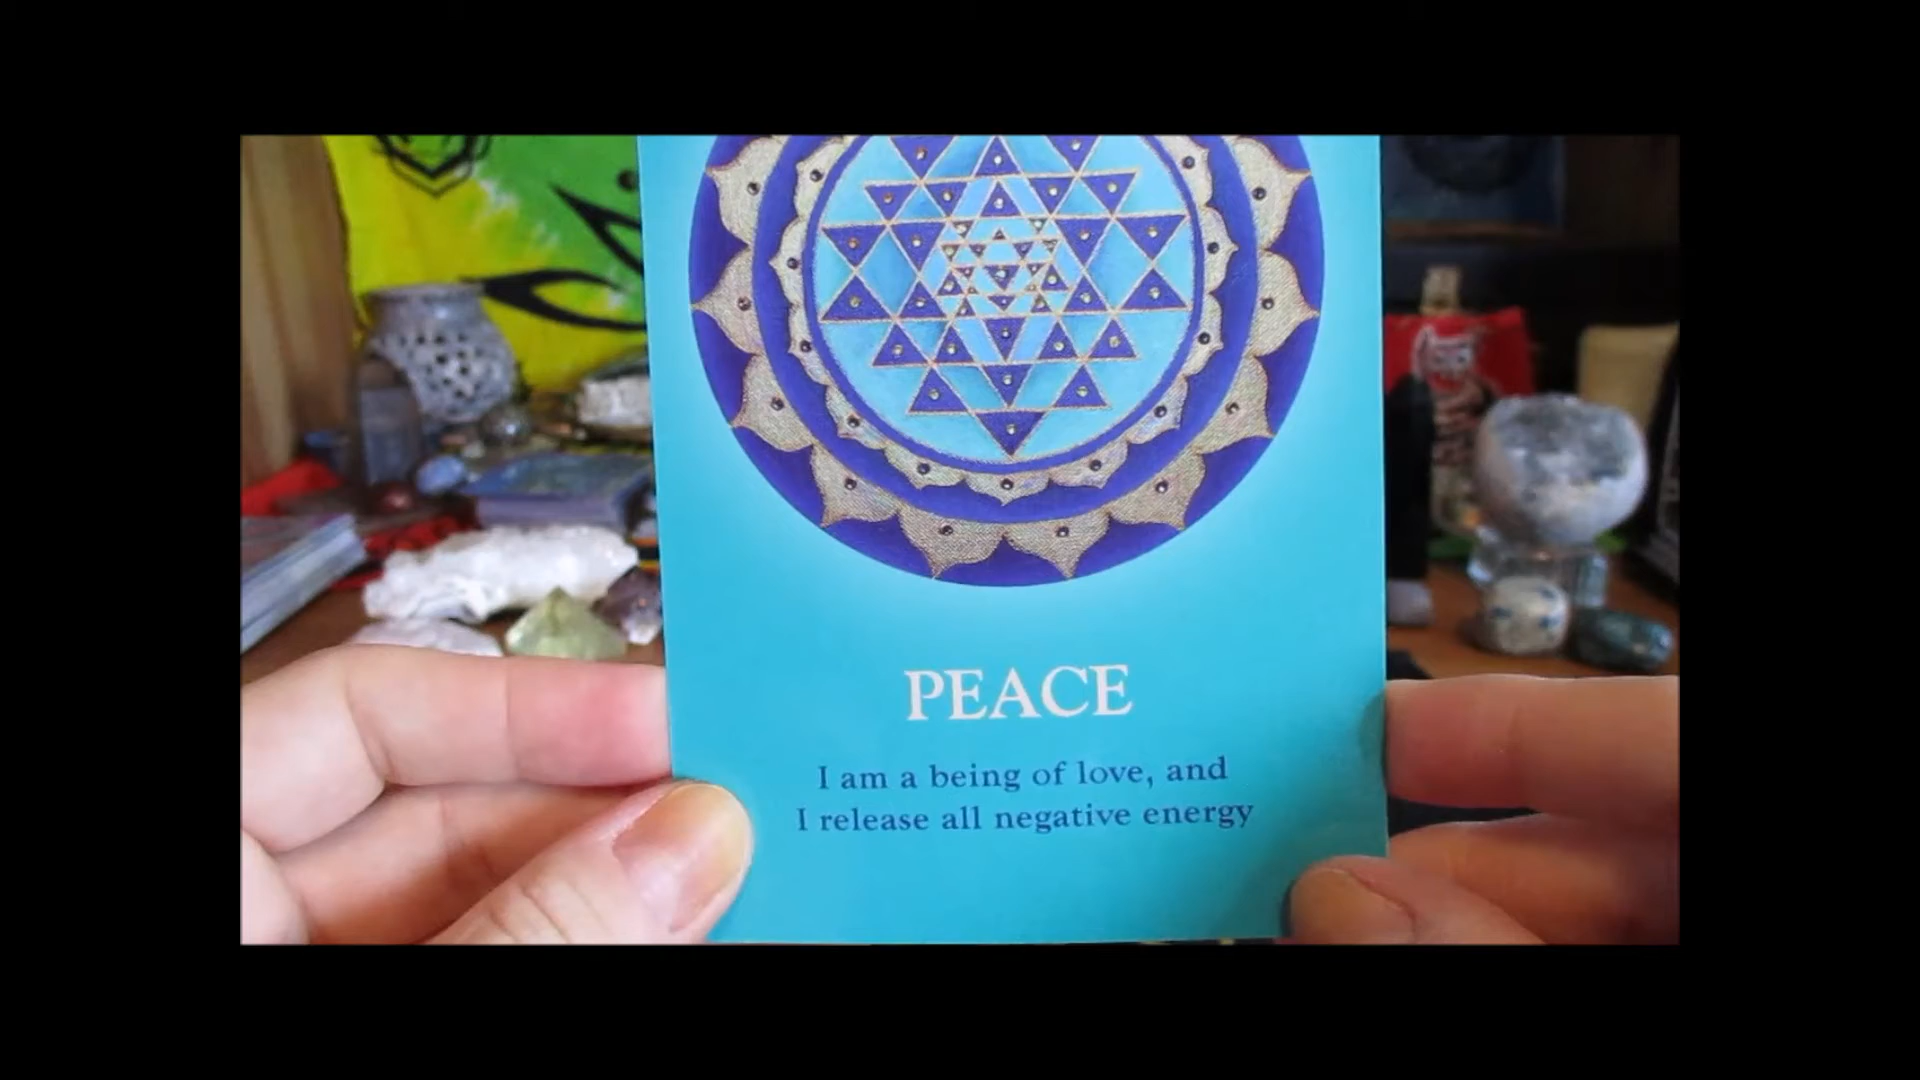 PEACE
I am a being of love, and
I release all negative energy